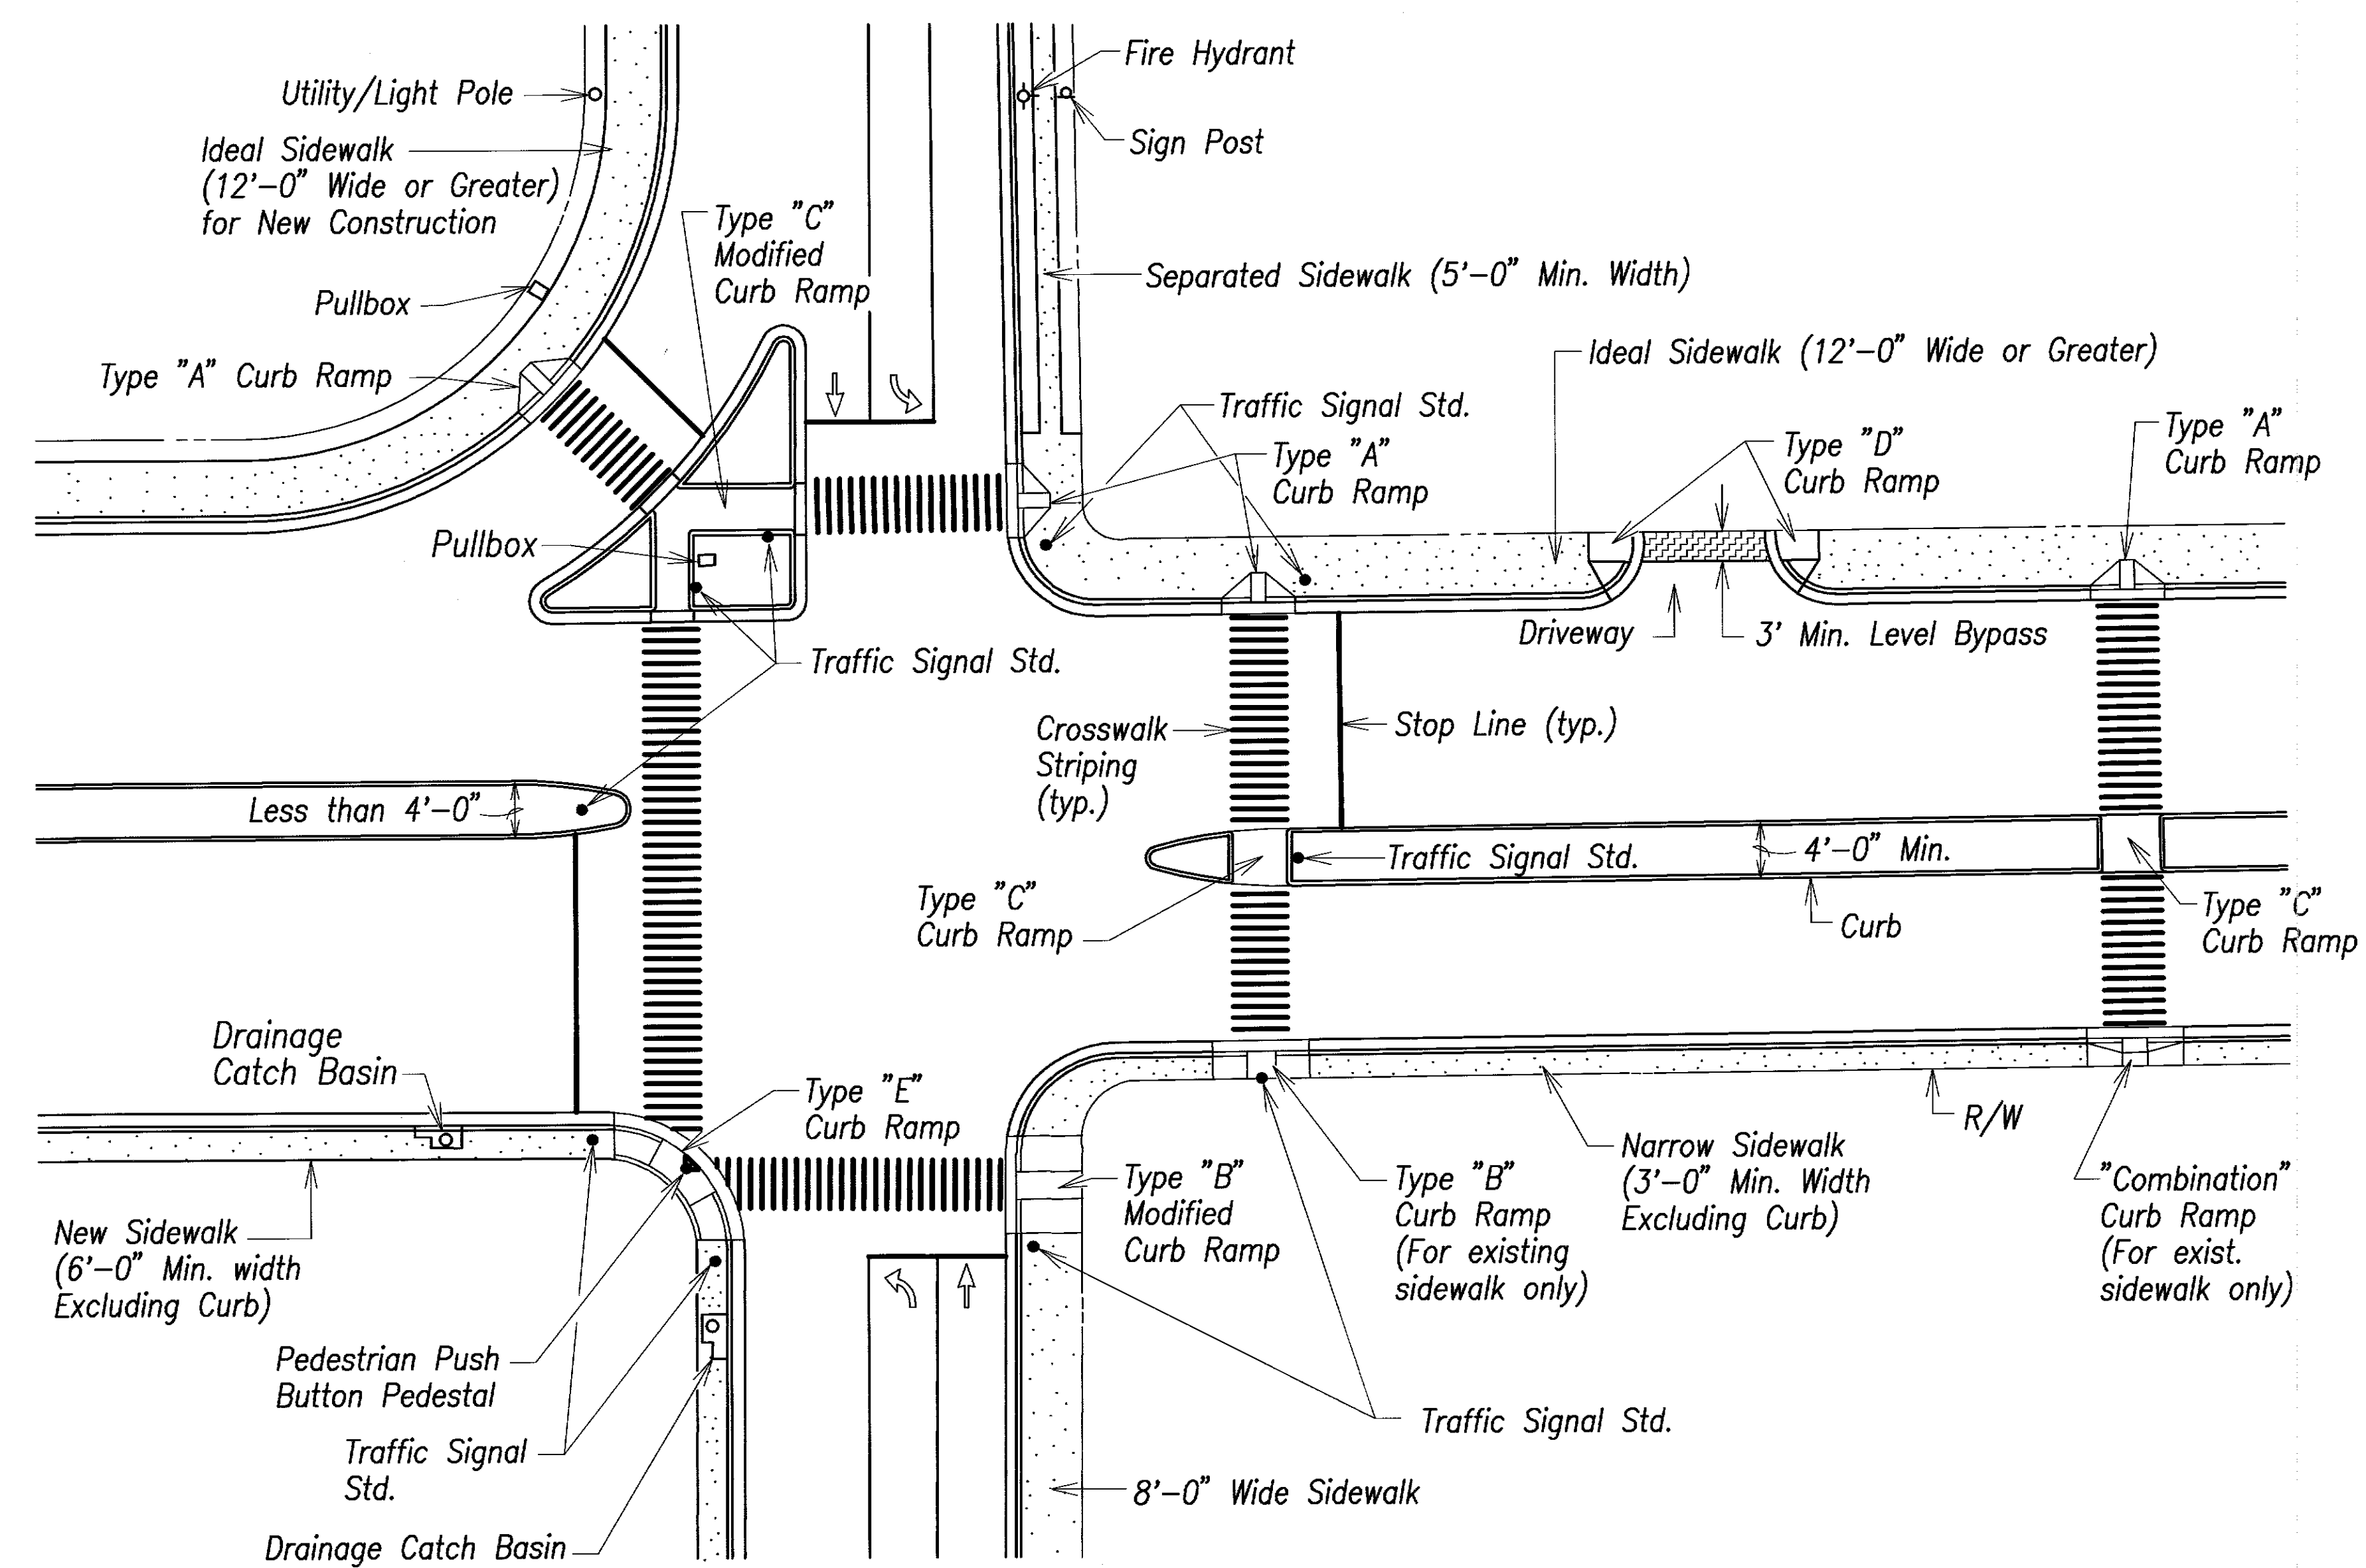 Fire Hydrant
Utility/Light Pole
Sign Post
Ideal Sidewalk
(12'-0" Wide or Greater)
for New Construction
Type "C"
Modified
Curb Ramp
Separated Sidewalk (5'-0" Min. Width)
Pullbox
Ideal Sidewalk (12'-0" Wide or Greater)
Type "A" Curb Ramp
Traffic Signal Std.
Type "A"
Curb Ramp
Type "D"
Curb Ramp
Type "A"
Curb Ramp
Pullbox
Driveway
3' Min. Level Bypass
Traffic Signal Std.
Crosswalk
Striping
(typ.)
Stop Line (typ.)
Less than 4'-0"
Traffic Signal Std.
4'-0" Min.
Type "C"
Curb Ramp
Curb
Type "C"
Curb Ramp
Drainage
Catch Basin
Type "E"
Curb Ramp
R/W
Narrow Sidewalk
(3'-0" Min. Width
Excluding Curb)
Type "B"
Modified
Curb Ramp
Type "B"
Curb Ramp
(For existing
sidewalk only)
"Combination"
Curb Ramp
(For exist.
sidewalk only)
New Sidewalk
(6'-0" Min. width
Excluding Curb)
Pedestrian Push
Button Pedestal
Traffic Signal Std.
Traffic Signal
Std.
8'-0" Wide Sidewalk
Drainage Catch Basin